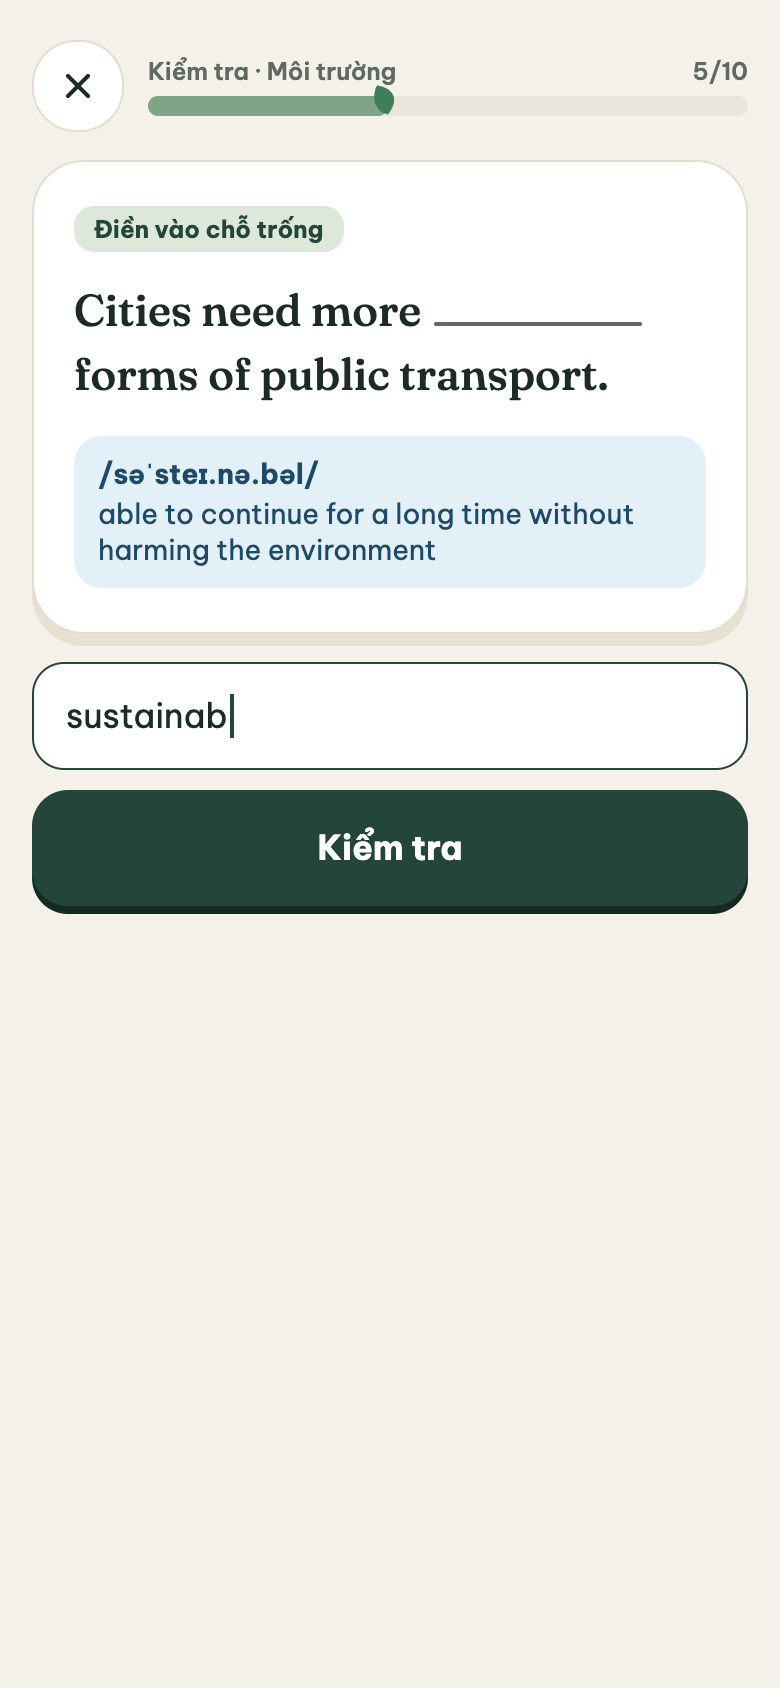 Kiểm tra · Môi trường
5/10
Điền vào chỗ trống
Cities need more
forms of public transport.
/səˈsteɪ.nə.bəl/
able to continue for a long time without
harming the environment
sustainab
Kiểm tra